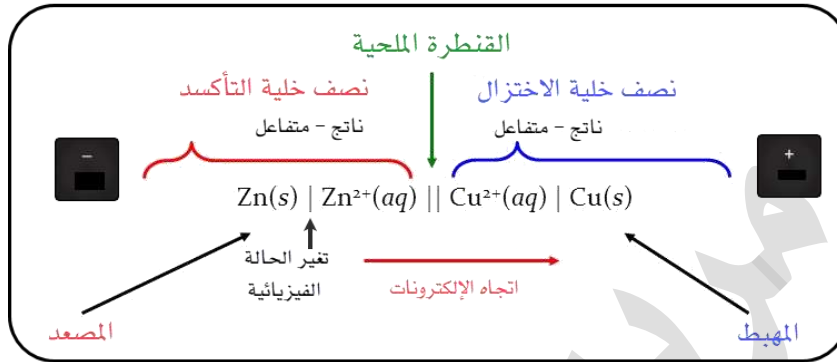 القنطرة الملحية
نصف خلية الاختزال
نصف خلية التأكسد
ناتج - متفاعل
ناتج - متفاعل
−
+
Zn(s) | Zn²⁺(aq) || Cu²⁺(aq) | Cu(s)
تغير الحالة
الفيزيائية
اتجاه الإلكترونات
المصعد
المهبط